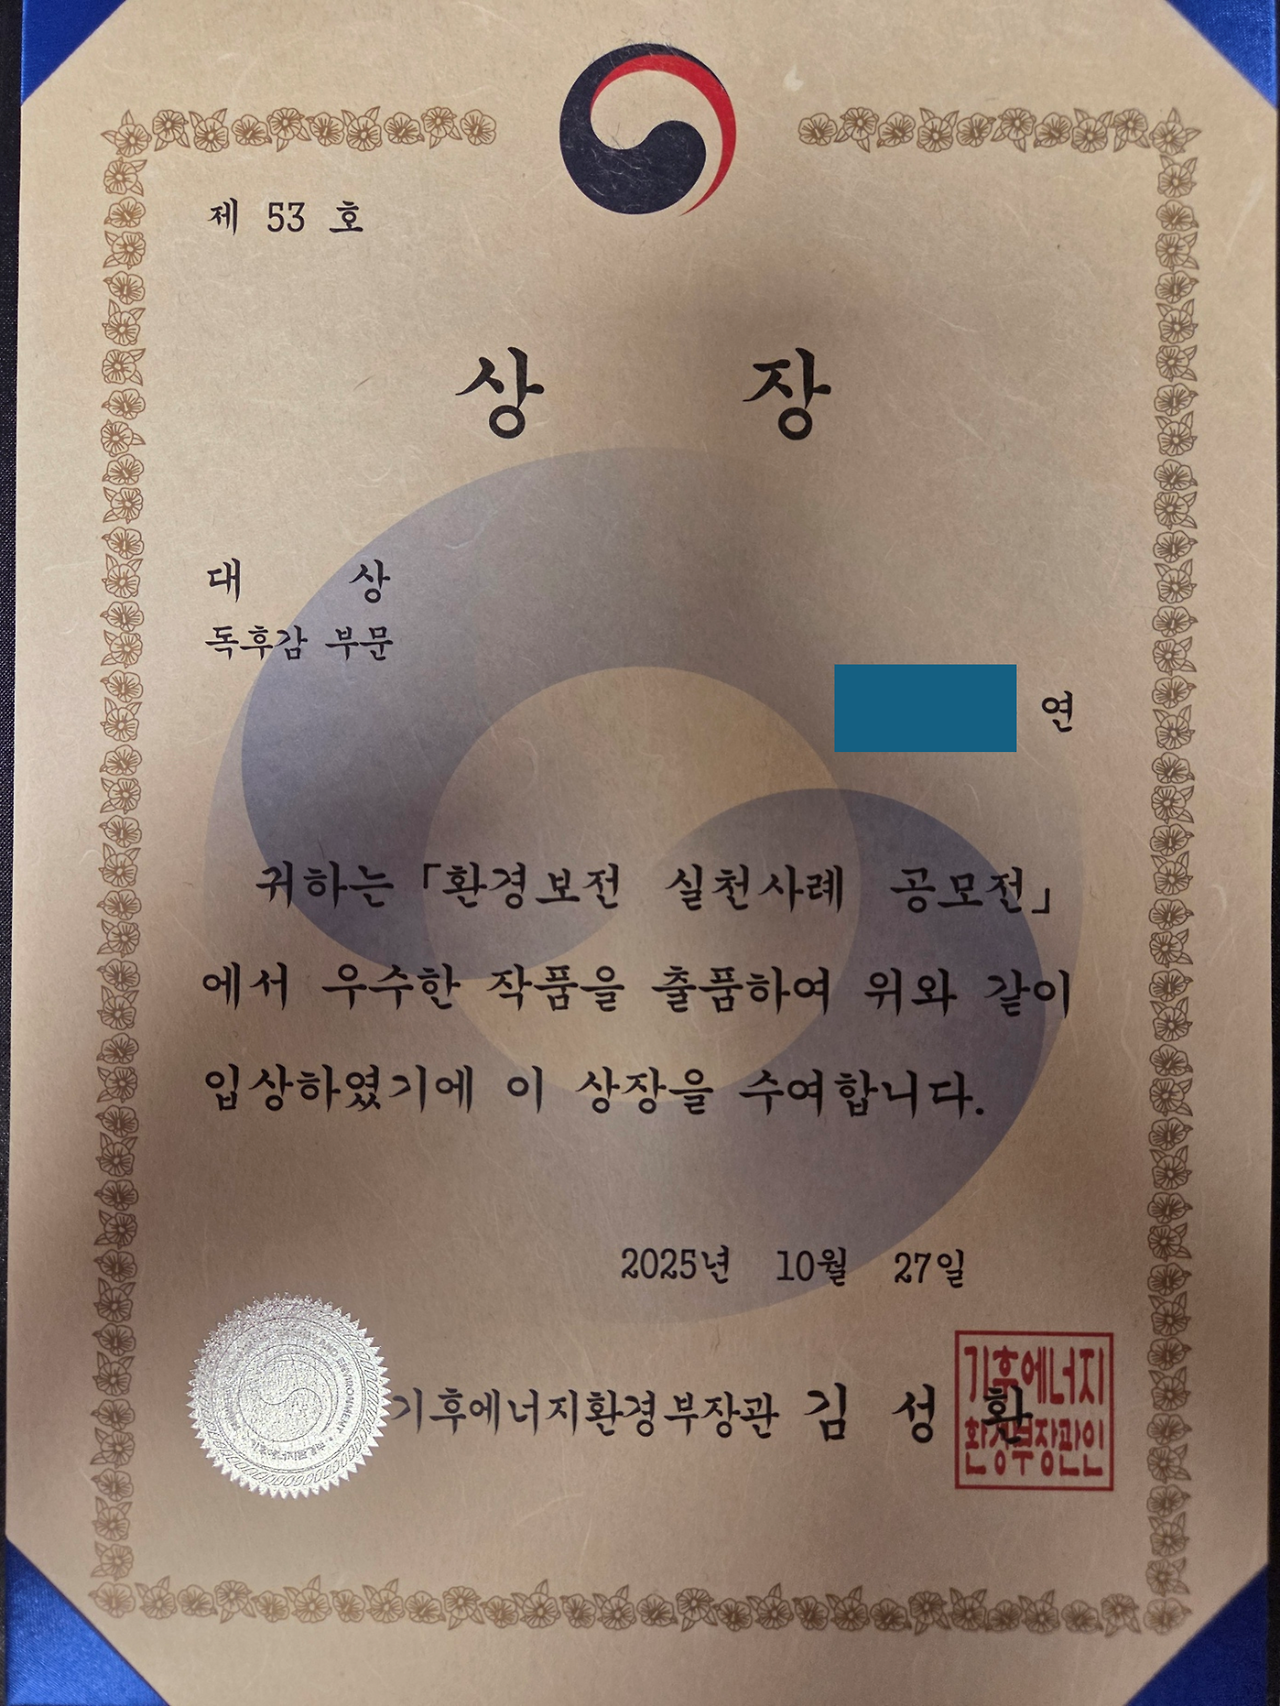 제 53 호
상 장
대 상
독후감 부문
연
귀하는 「환경보전 실천사례 공모전」
에서 우수한 작품을 출품하여 위와 같이
입상하였기에 이 상장을 수여합니다.
2025년 10월 27일
기후에너지환경부장관 김 성 환
기후에너지
환경부장관인